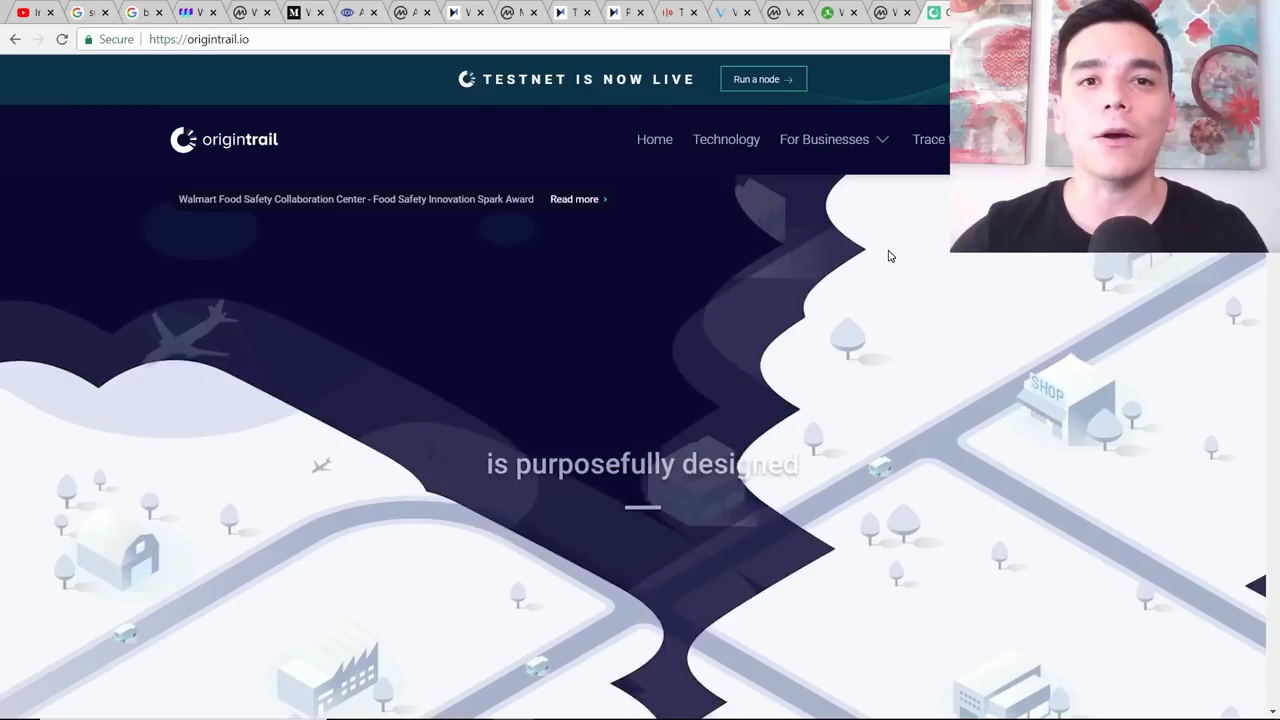 Secure
https://origintrail.io
TESTNET IS NOW LIVE
Run a node →
origintrail
Home
Technology
For Businesses
Trace
Walmart Food Safety Collaboration Center - Food Safety Innovation Spark Award
Read more ›
is purposefully designed
SHOP